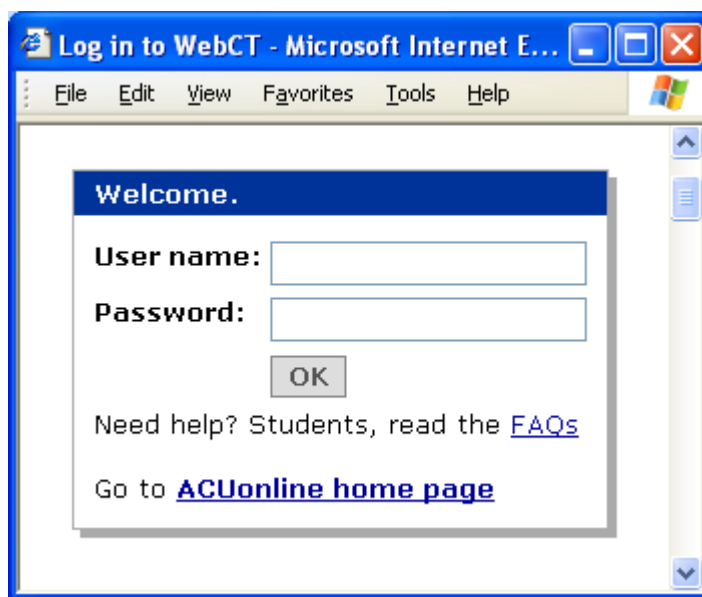 Log in to WebCT - Microsoft Internet E...
File Edit View Favorites Tools Help
Welcome.
User name:
Password:
OK
Need help? Students, read the FAQs
Go to ACUonline home page